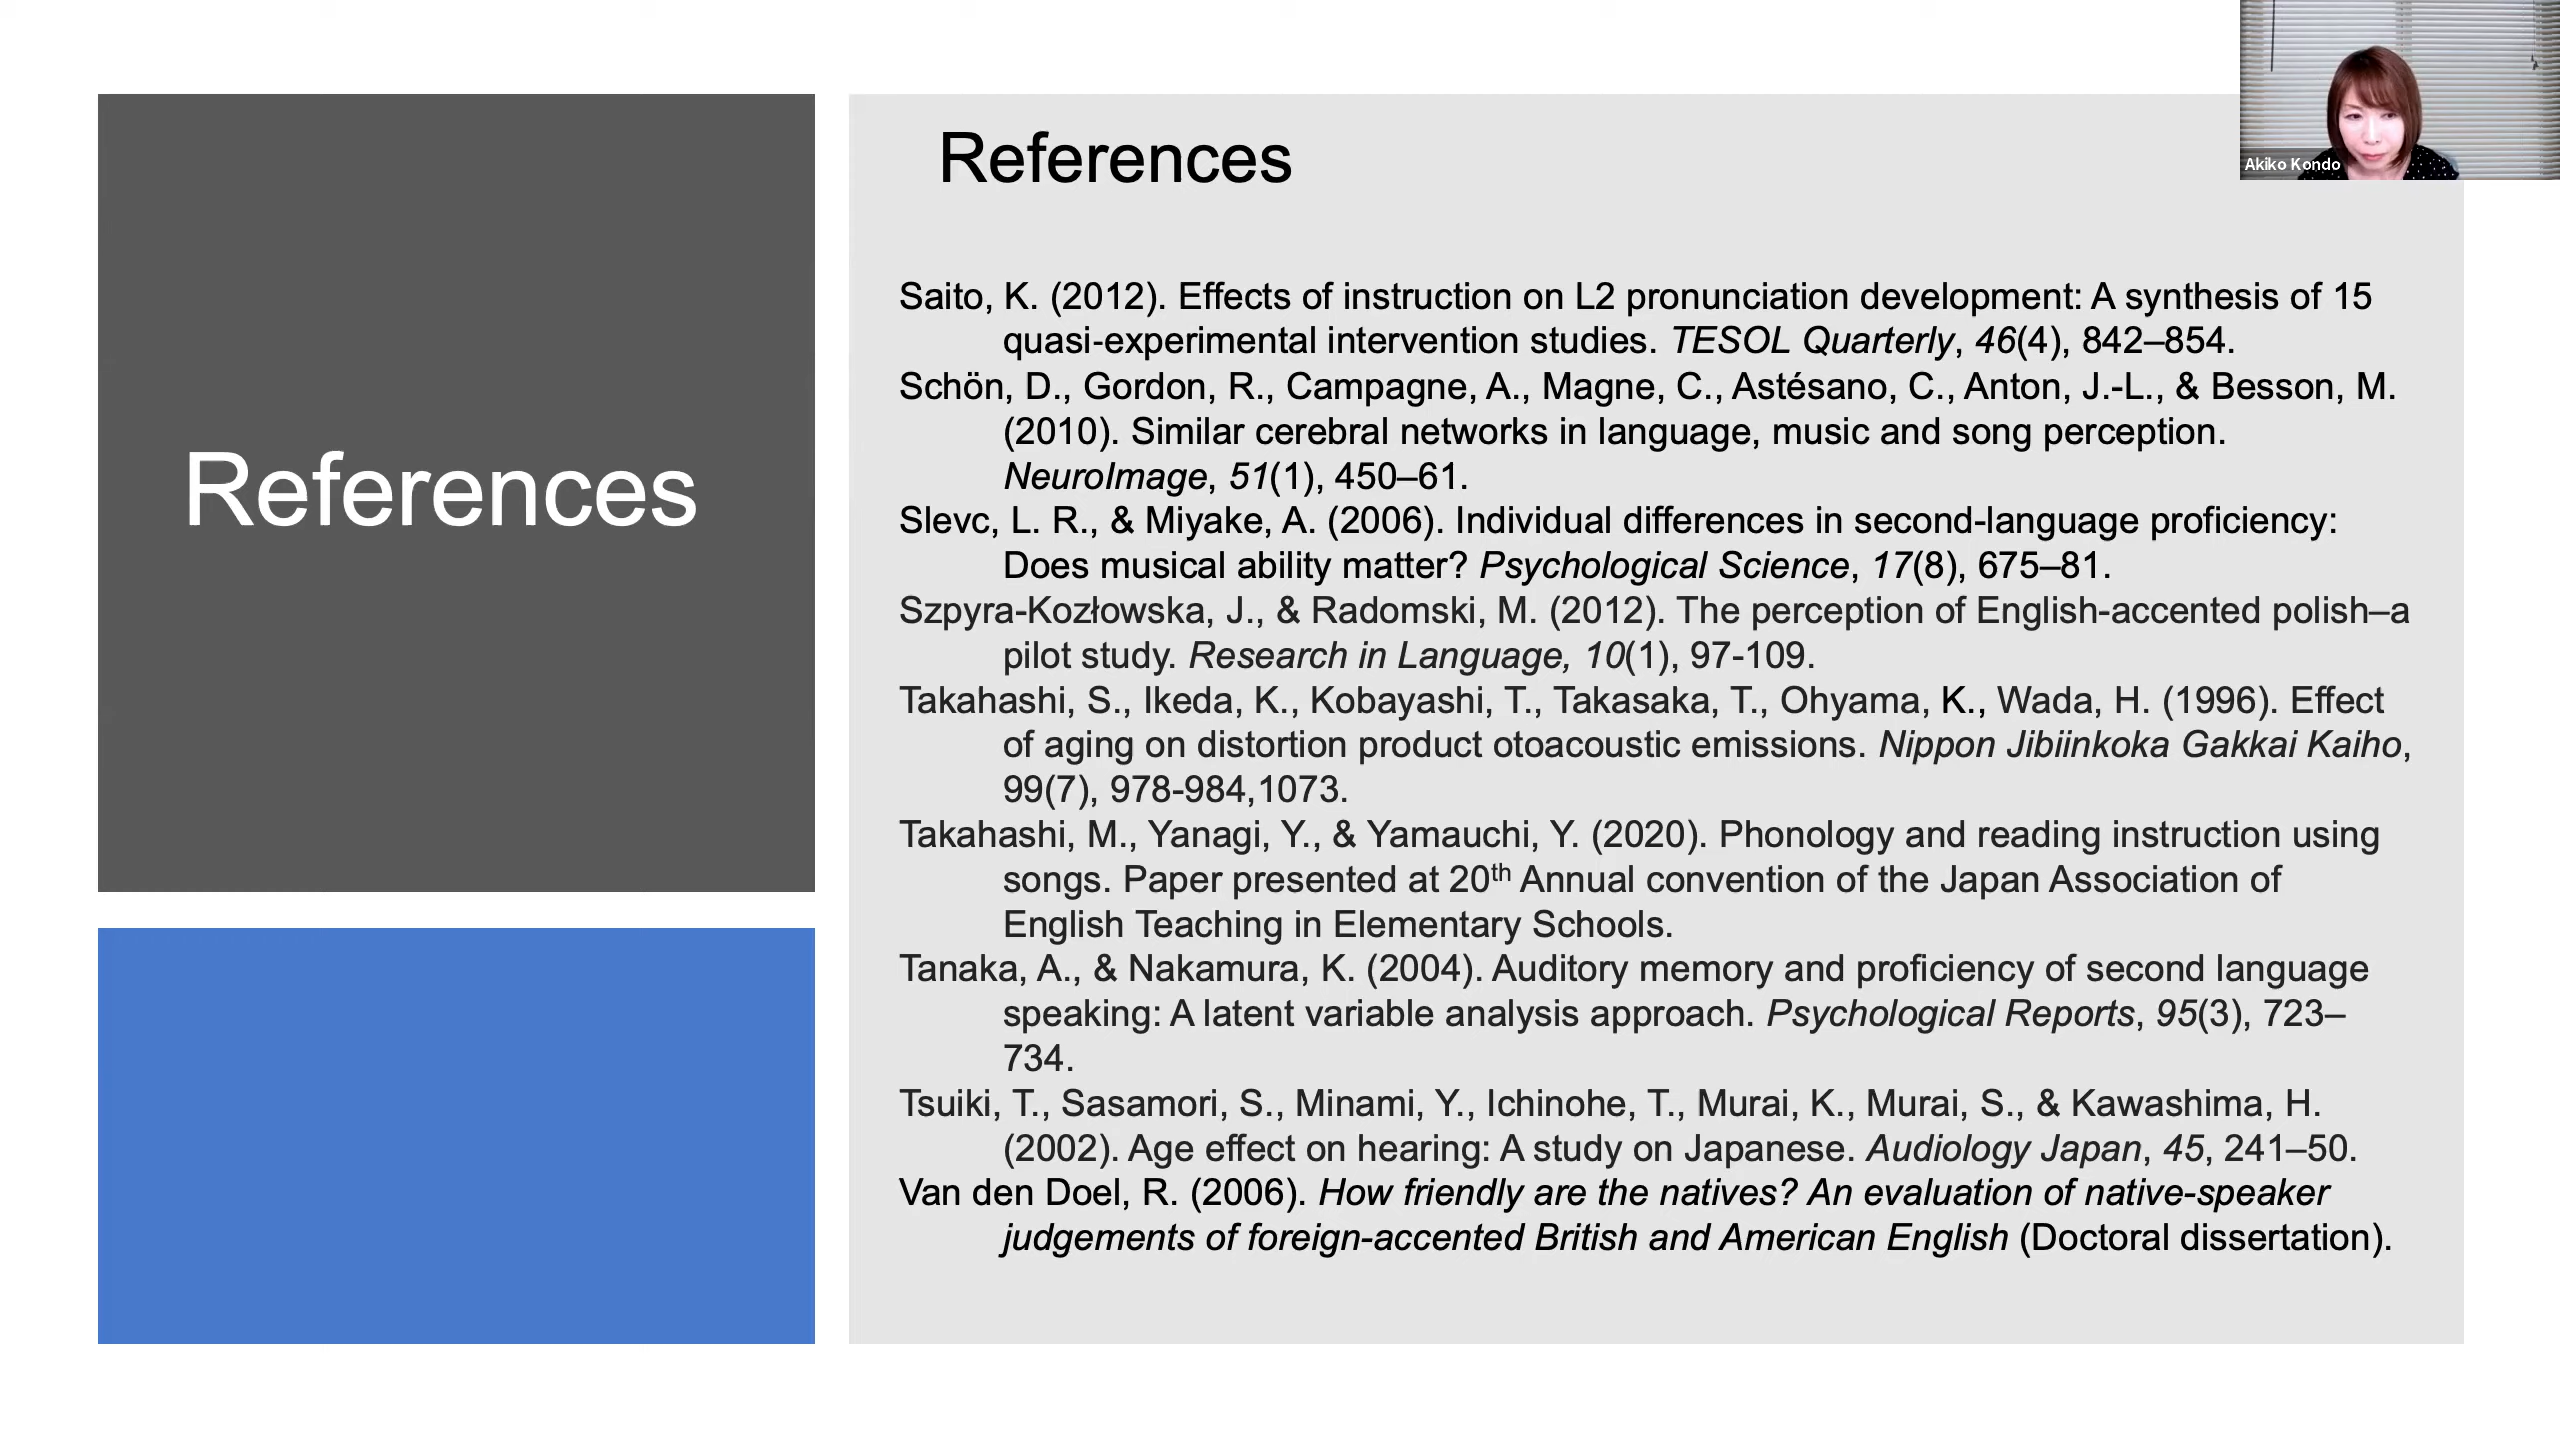 References
References
Akiko Kondo
Saito, K. (2012). Effects of instruction on L2 pronunciation development: A synthesis of 15
quasi-experimental intervention studies. TESOL Quarterly, 46(4), 842–854.
Schön, D., Gordon, R., Campagne, A., Magne, C., Astésano, C., Anton, J.-L., & Besson, M.
(2010). Similar cerebral networks in language, music and song perception.
NeuroImage, 51(1), 450–61.
Slevc, L. R., & Miyake, A. (2006). Individual differences in second-language proficiency:
Does musical ability matter? Psychological Science, 17(8), 675–81.
Szpyra-Kozłowska, J., & Radomski, M. (2012). The perception of English-accented polish–a
pilot study. Research in Language, 10(1), 97-109.
Takahashi, S., Ikeda, K., Kobayashi, T., Takasaka, T., Ohyama, K., Wada, H. (1996). Effect
of aging on distortion product otoacoustic emissions. Nippon Jibiinkoka Gakkai Kaiho,
99(7), 978-984,1073.
Takahashi, M., Yanagi, Y., & Yamauchi, Y. (2020). Phonology and reading instruction using
songs. Paper presented at 20th Annual convention of the Japan Association of
English Teaching in Elementary Schools.
Tanaka, A., & Nakamura, K. (2004). Auditory memory and proficiency of second language
speaking: A latent variable analysis approach. Psychological Reports, 95(3), 723–
734.
Tsuiki, T., Sasamori, S., Minami, Y., Ichinohe, T., Murai, K., Murai, S., & Kawashima, H.
(2002). Age effect on hearing: A study on Japanese. Audiology Japan, 45, 241–50.
Van den Doel, R. (2006). How friendly are the natives? An evaluation of native-speaker
judgements of foreign-accented British and American English (Doctoral dissertation).